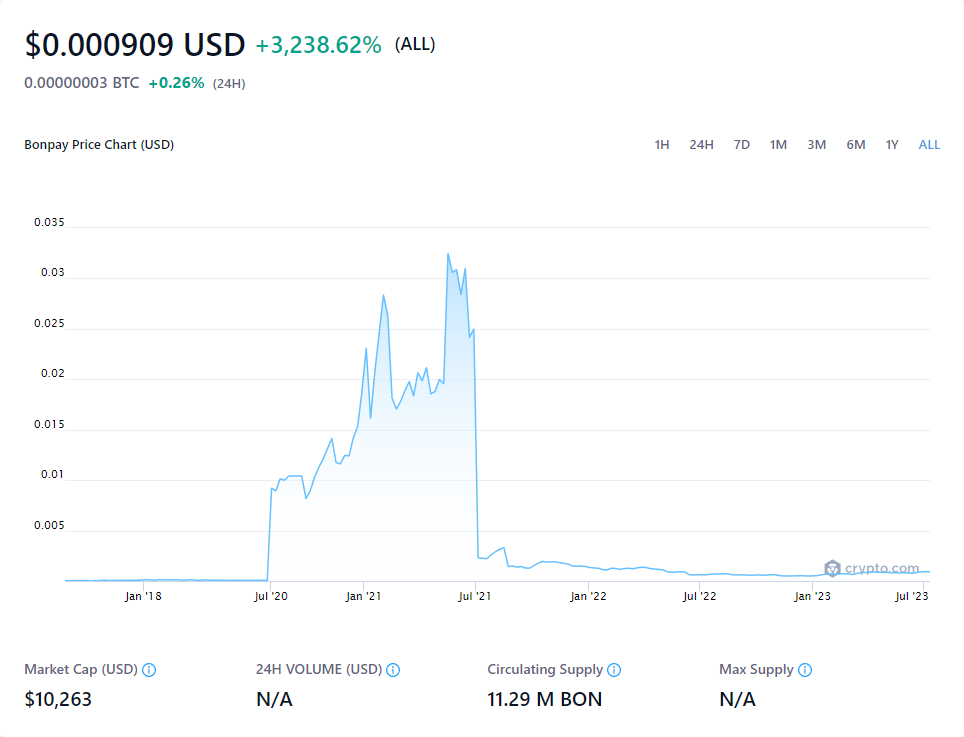 $0.000909 USD +3,238.62% (ALL)
0.00000003 BTC +0.26% (24H)
Bonpay Price Chart (USD) 1H 24H 7D 1M 3M 6M 1Y ALL
0.035
0.03
0.025
0.02
0.015
0.01
0.005
crypto.com
Jan '18 Jul '20 Jan '21 Jul '21 Jan '22 Jul '22 Jan '23 Jul '23
Market Cap (USD) 24H VOLUME (USD) Circulating Supply Max Supply
$10,263 N/A 11.29 M BON N/A